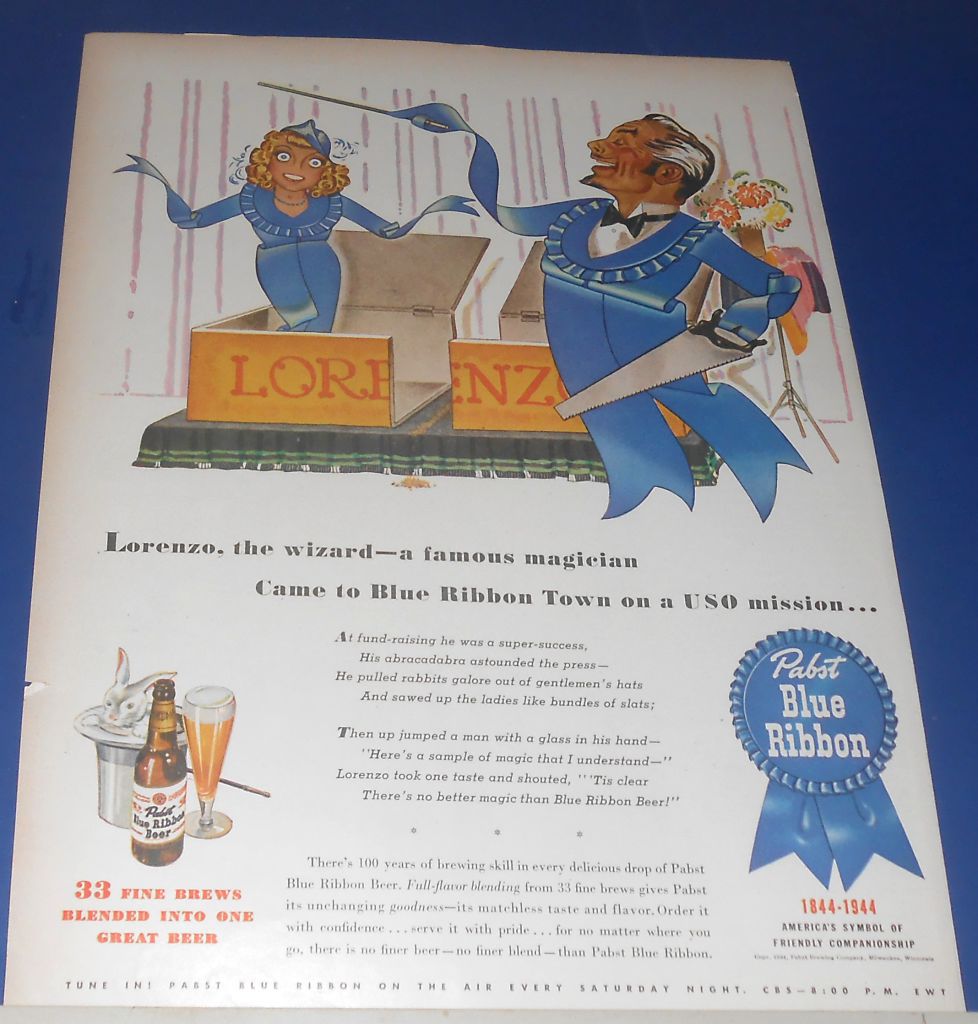 LORE ENZO
Lorenzo, the wizard—a famous magician
Came to Blue Ribbon Town on a USO mission...
At fund-raising he was a super-success,
His abracadabra astounded the press—
He pulled rabbits galore out of gentlemen's hats
And sawed up the ladies like bundles of slats;
Then up jumped a man with a glass in his hand—
"Here's a sample of magic that I understand—"
Lorenzo took one taste and shouted, "'Tis clear
There's no better magic than Blue Ribbon Beer!"
* * *
Pabst
Blue
Ribbon
Pabst
Blue Ribbon
Beer
33 FINE BREWS
BLENDED INTO ONE
GREAT BEER
There's 100 years of brewing skill in every delicious drop of Pabst
Blue Ribbon Beer. Full-flavor blending from 33 fine brews gives Pabst
its unchanging goodness—its matchless taste and flavor. Order it
with confidence... serve it with pride... for no matter where you
go, there is no finer beer—no finer blend—than Pabst Blue Ribbon.
1844-1944
AMERICA'S SYMBOL OF
FRIENDLY COMPANIONSHIP
Copr. 1944, Pabst Brewing Company, Milwaukee, Wisconsin
TUNE IN! PABST BLUE RIBBON ON THE AIR EVERY SATURDAY NIGHT. CBS—8:00 P.M. EWT